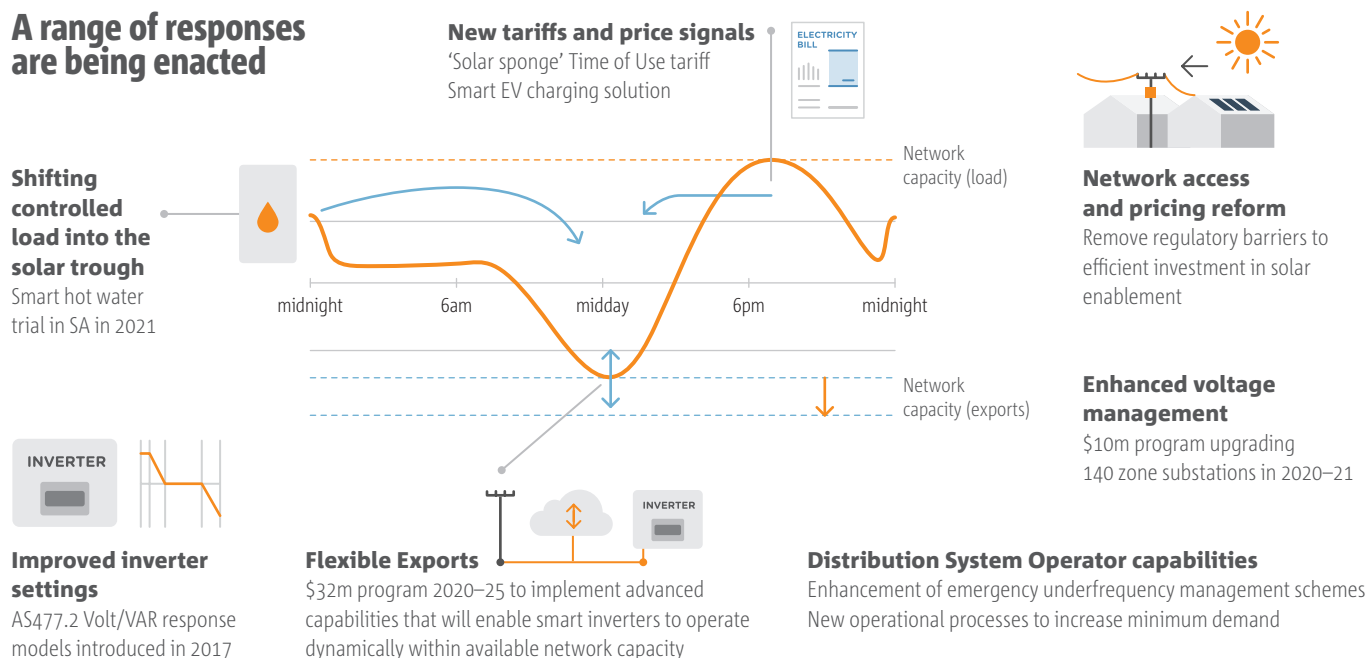 A range of responses
are being enacted
New tariffs and price signals
‘Solar sponge’ Time of Use tariff
Smart EV charging solution
ELECTRICITY
BILL
Shifting
controlled
load into the
solar trough
Smart hot water
trial in SA in 2021
Network
capacity (load)
midnight
6am
midday
6pm
midnight
Network
capacity (exports)
Network access
and pricing reform
Remove regulatory barriers to
efficient investment in solar
enablement
Enhanced voltage
management
$10m program upgrading
140 zone substations in 2020–21
INVERTER
Improved inverter
settings
AS477.2 Volt/VAR response
models introduced in 2017
INVERTER
Flexible Exports
$32m program 2020–25 to implement advanced
capabilities that will enable smart inverters to operate
dynamically within available network capacity
Distribution System Operator capabilities
Enhancement of emergency underfrequency management schemes
New operational processes to increase minimum demand